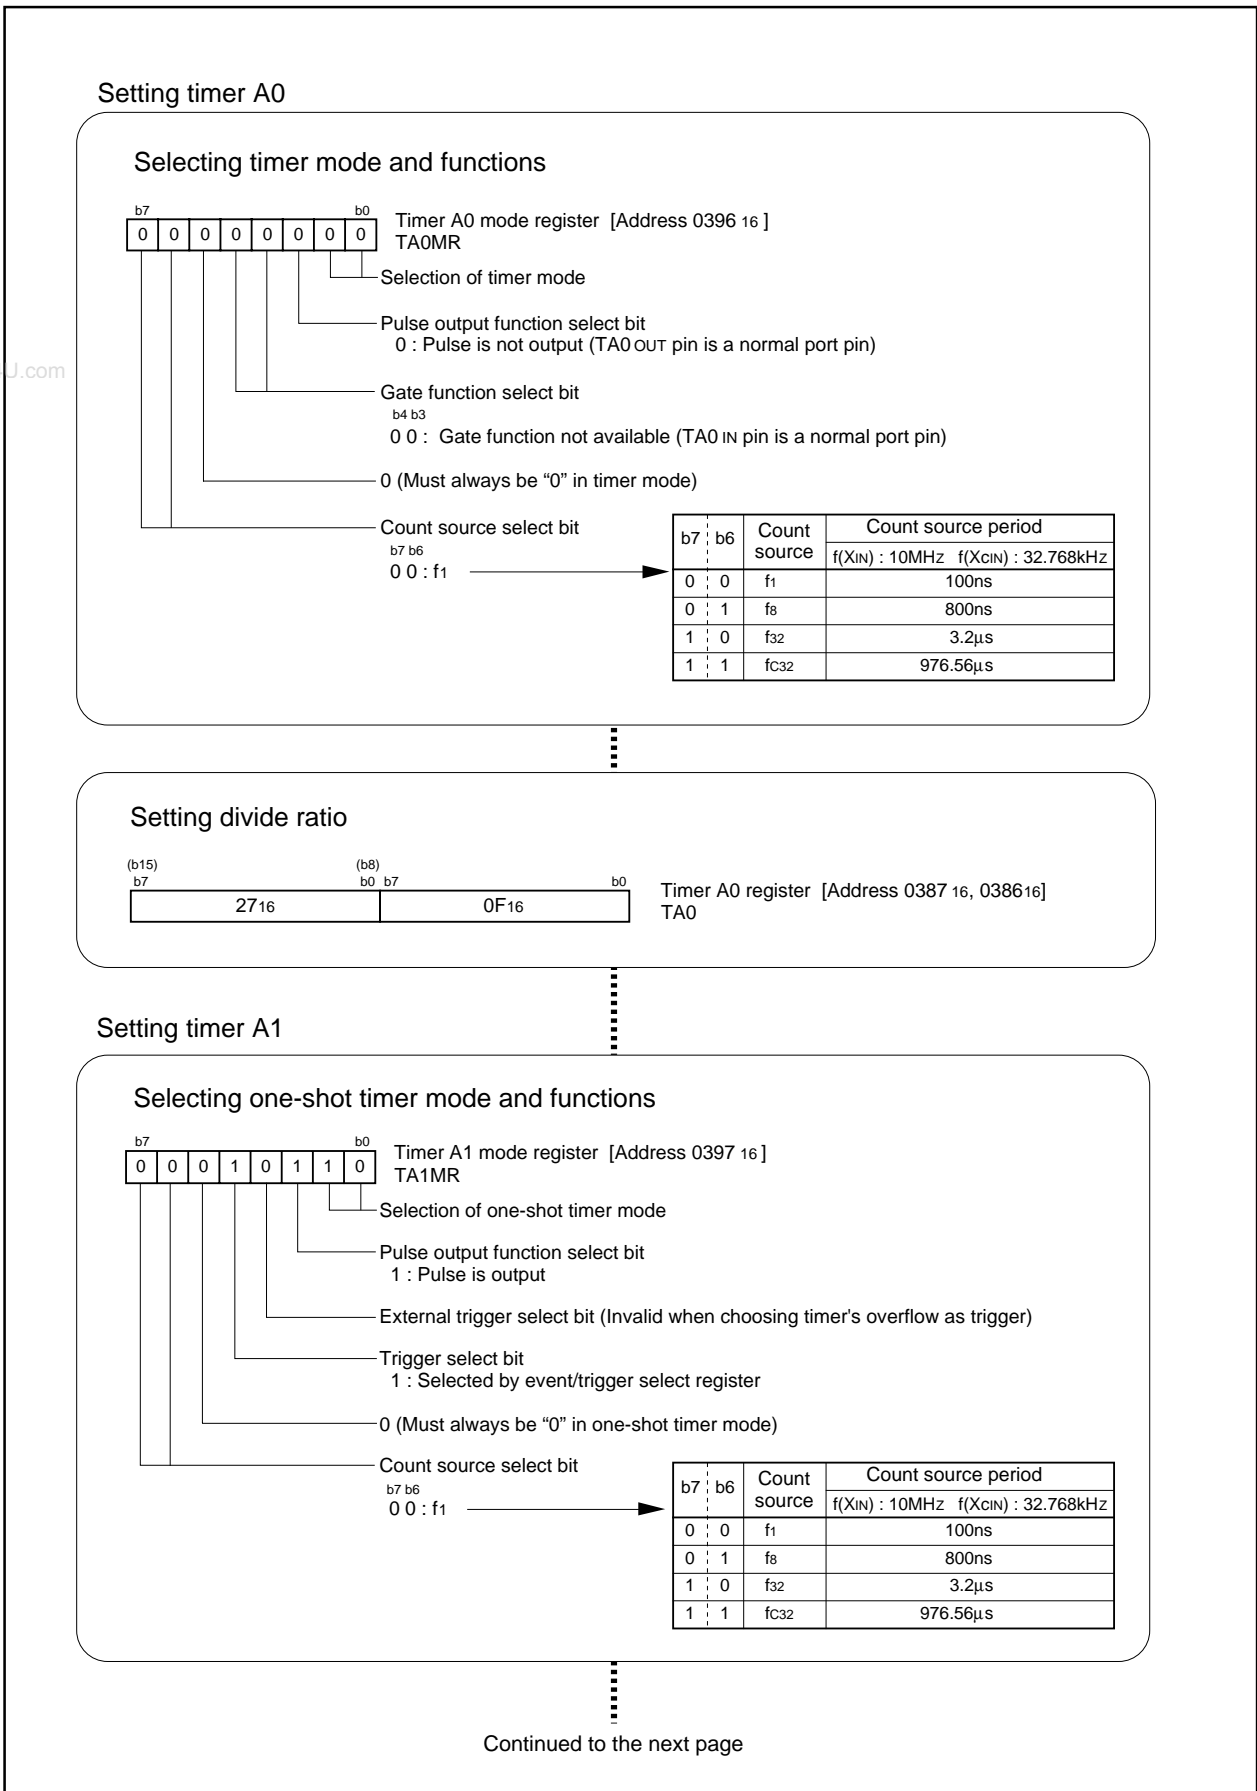 Setting timer A0
Selecting timer mode and functions
b7 b0
0 0 0 0 0 0 0 0
Timer A0 mode register [Address 0396 16 ]
TA0MR
Selection of timer mode
Pulse output function select bit
0 : Pulse is not output (TA0 OUT pin is a normal port pin)
U.com
Gate function select bit
b4 b3
0 0 : Gate function not available (TA0 IN pin is a normal port pin)
0 (Must always be “0” in timer mode)
Count source select bit
b7 b6
0 0 : f1
b7 b6 Count source Count source period
f(XIN) : 10MHz f(XCIN) : 32.768kHz
0 0 f1 100ns
0 1 f8 800ns
1 0 f32 3.2µs
1 1 fC32 976.56µs
Setting divide ratio
(b15) (b8)
b7 b0 b7 b0
2716 0F16
Timer A0 register [Address 0387 16, 038616]
TA0
Setting timer A1
Selecting one-shot timer mode and functions
b7 b0
0 0 0 1 0 1 1 0
Timer A1 mode register [Address 0397 16 ]
TA1MR
Selection of one-shot timer mode
Pulse output function select bit
1 : Pulse is output
External trigger select bit (Invalid when choosing timer's overflow as trigger)
Trigger select bit
1 : Selected by event/trigger select register
0 (Must always be “0” in one-shot timer mode)
Count source select bit
b7 b6
0 0 : f1
b7 b6 Count source Count source period
f(XIN) : 10MHz f(XCIN) : 32.768kHz
0 0 f1 100ns
0 1 f8 800ns
1 0 f32 3.2µs
1 1 fC32 976.56µs
Continued to the next page